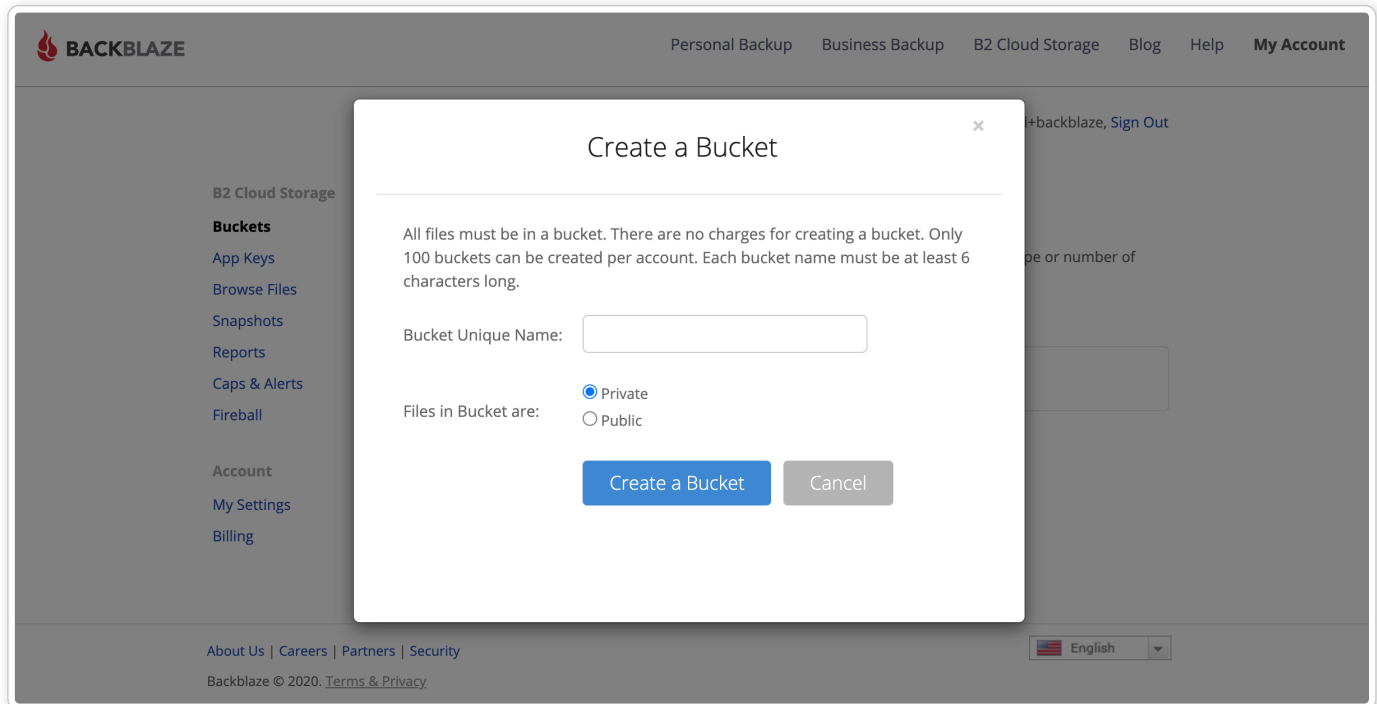 BACKBLAZE
Personal Backup Business Backup B2 Cloud Storage Blog Help My Account
i+backblaze, Sign Out
×
Create a Bucket
B2 Cloud Storage
Buckets
App Keys
Browse Files
Snapshots
Reports
Caps & Alerts
Fireball
Account
My Settings
Billing
All files must be in a bucket. There are no charges for creating a bucket. Only
100 buckets can be created per account. Each bucket name must be at least 6
characters long.
pe or number of
Bucket Unique Name:
Files in Bucket are:
Private
Public
Create a Bucket Cancel
About Us | Careers | Partners | Security
English
Backblaze © 2020. Terms & Privacy